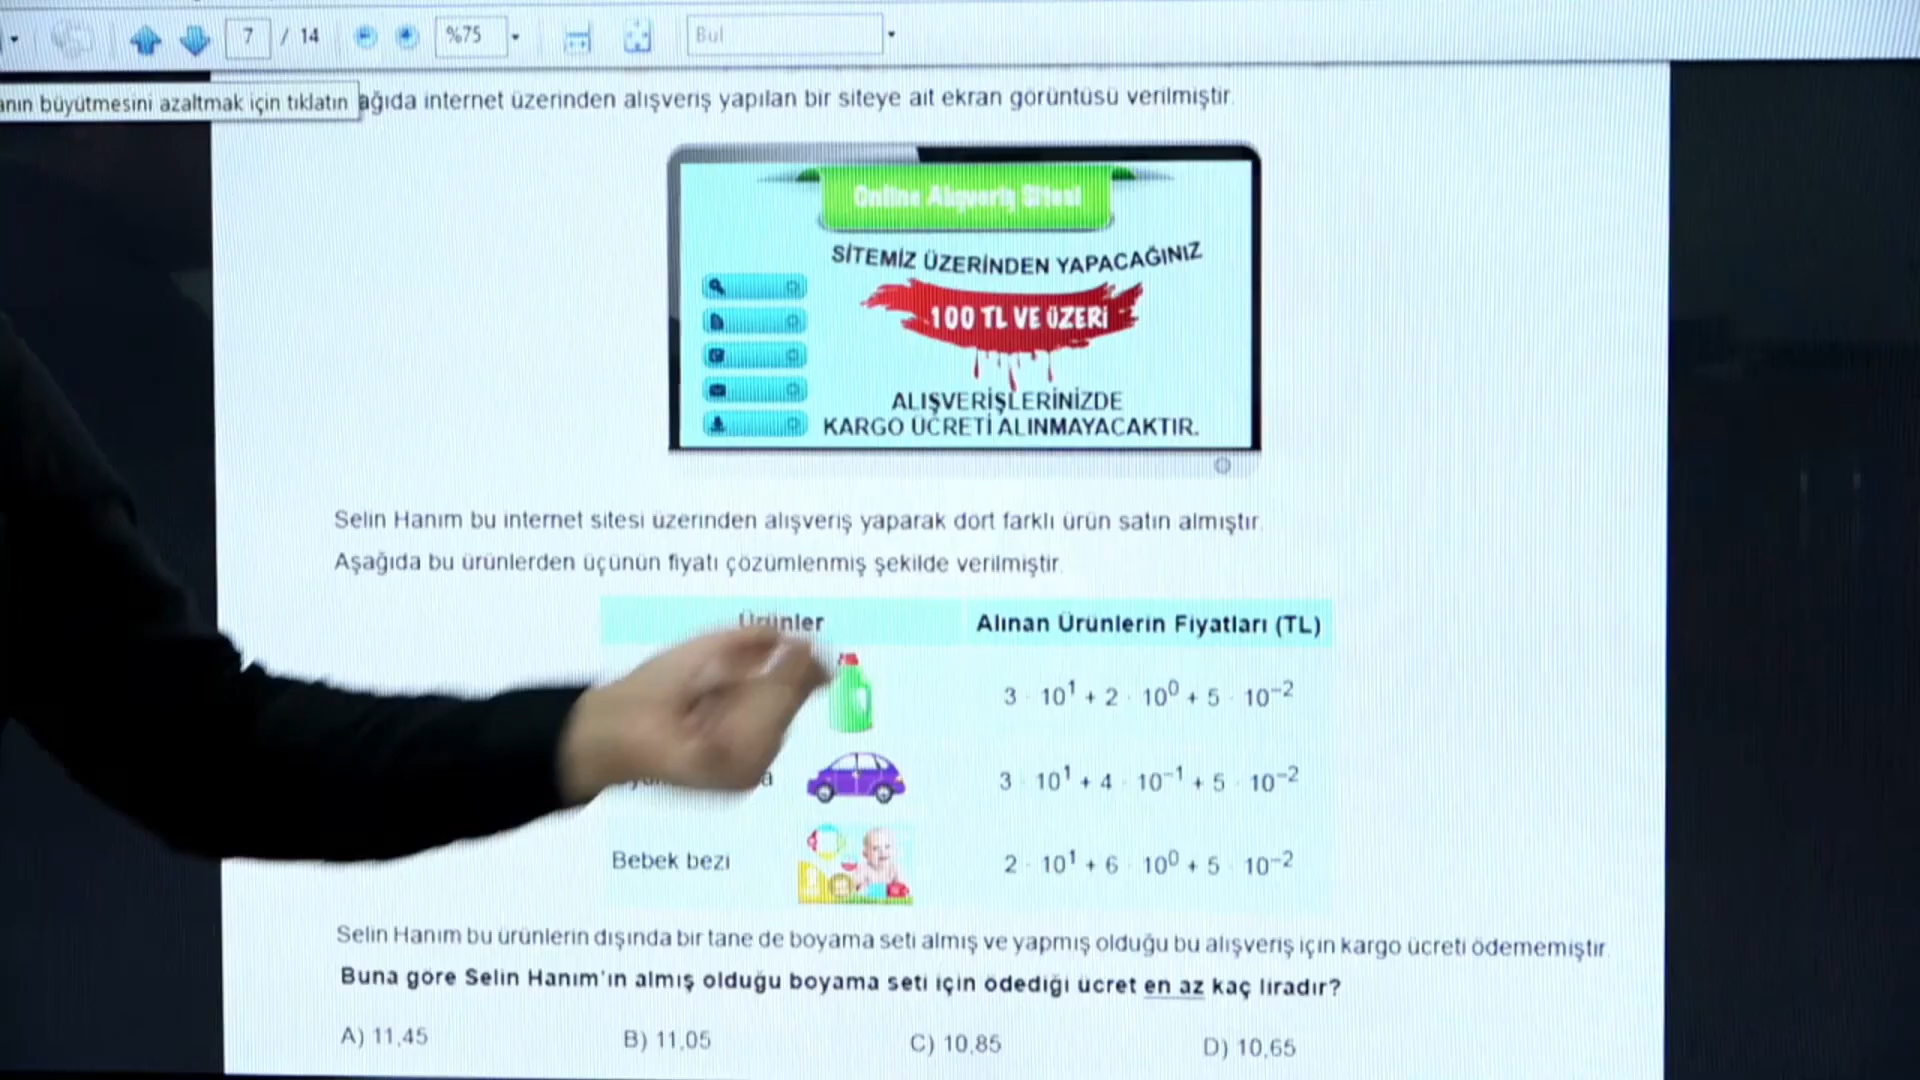 7 / 14 %75 Bul
anın büyütmesini azaltmak için tıklatın
ağıda internet üzerinden alışveriş yapılan bir siteye ait ekran görüntüsü verilmiştir.
Online Alışveriş Sitesi
SİTEMİZ ÜZERİNDEN YAPACAĞINIZ
100 TL VE ÜZERİ
ALIŞVERİŞLERİNİZDE
KARGO ÜCRETİ ALINMAYACAKTIR.
Selin Hanım bu internet sitesi üzerinden alışveriş yaparak dört farklı ürün satın almıştır.
Aşağıda bu ürünlerden üçünün fiyatı çözümlenmiş şekilde verilmiştir.
Ürünler Alınan Ürünlerin Fiyatları (TL)
3 · 10¹ + 2 · 10⁰ + 5 · 10⁻²
3 · 10¹ + 4 · 10⁻¹ + 5 · 10⁻²
Bebek bezi 2 · 10¹ + 6 · 10⁰ + 5 · 10⁻²
Selin Hanım bu ürünlerin dışında bir tane de boyama seti almış ve yapmış olduğu bu alışveriş için kargo ücreti ödememiştir.
Buna göre Selin Hanım'ın almış olduğu boyama seti için ödediği ücret en az kaç liradır?
A) 11,45 B) 11,05 C) 10,85 D) 10,65